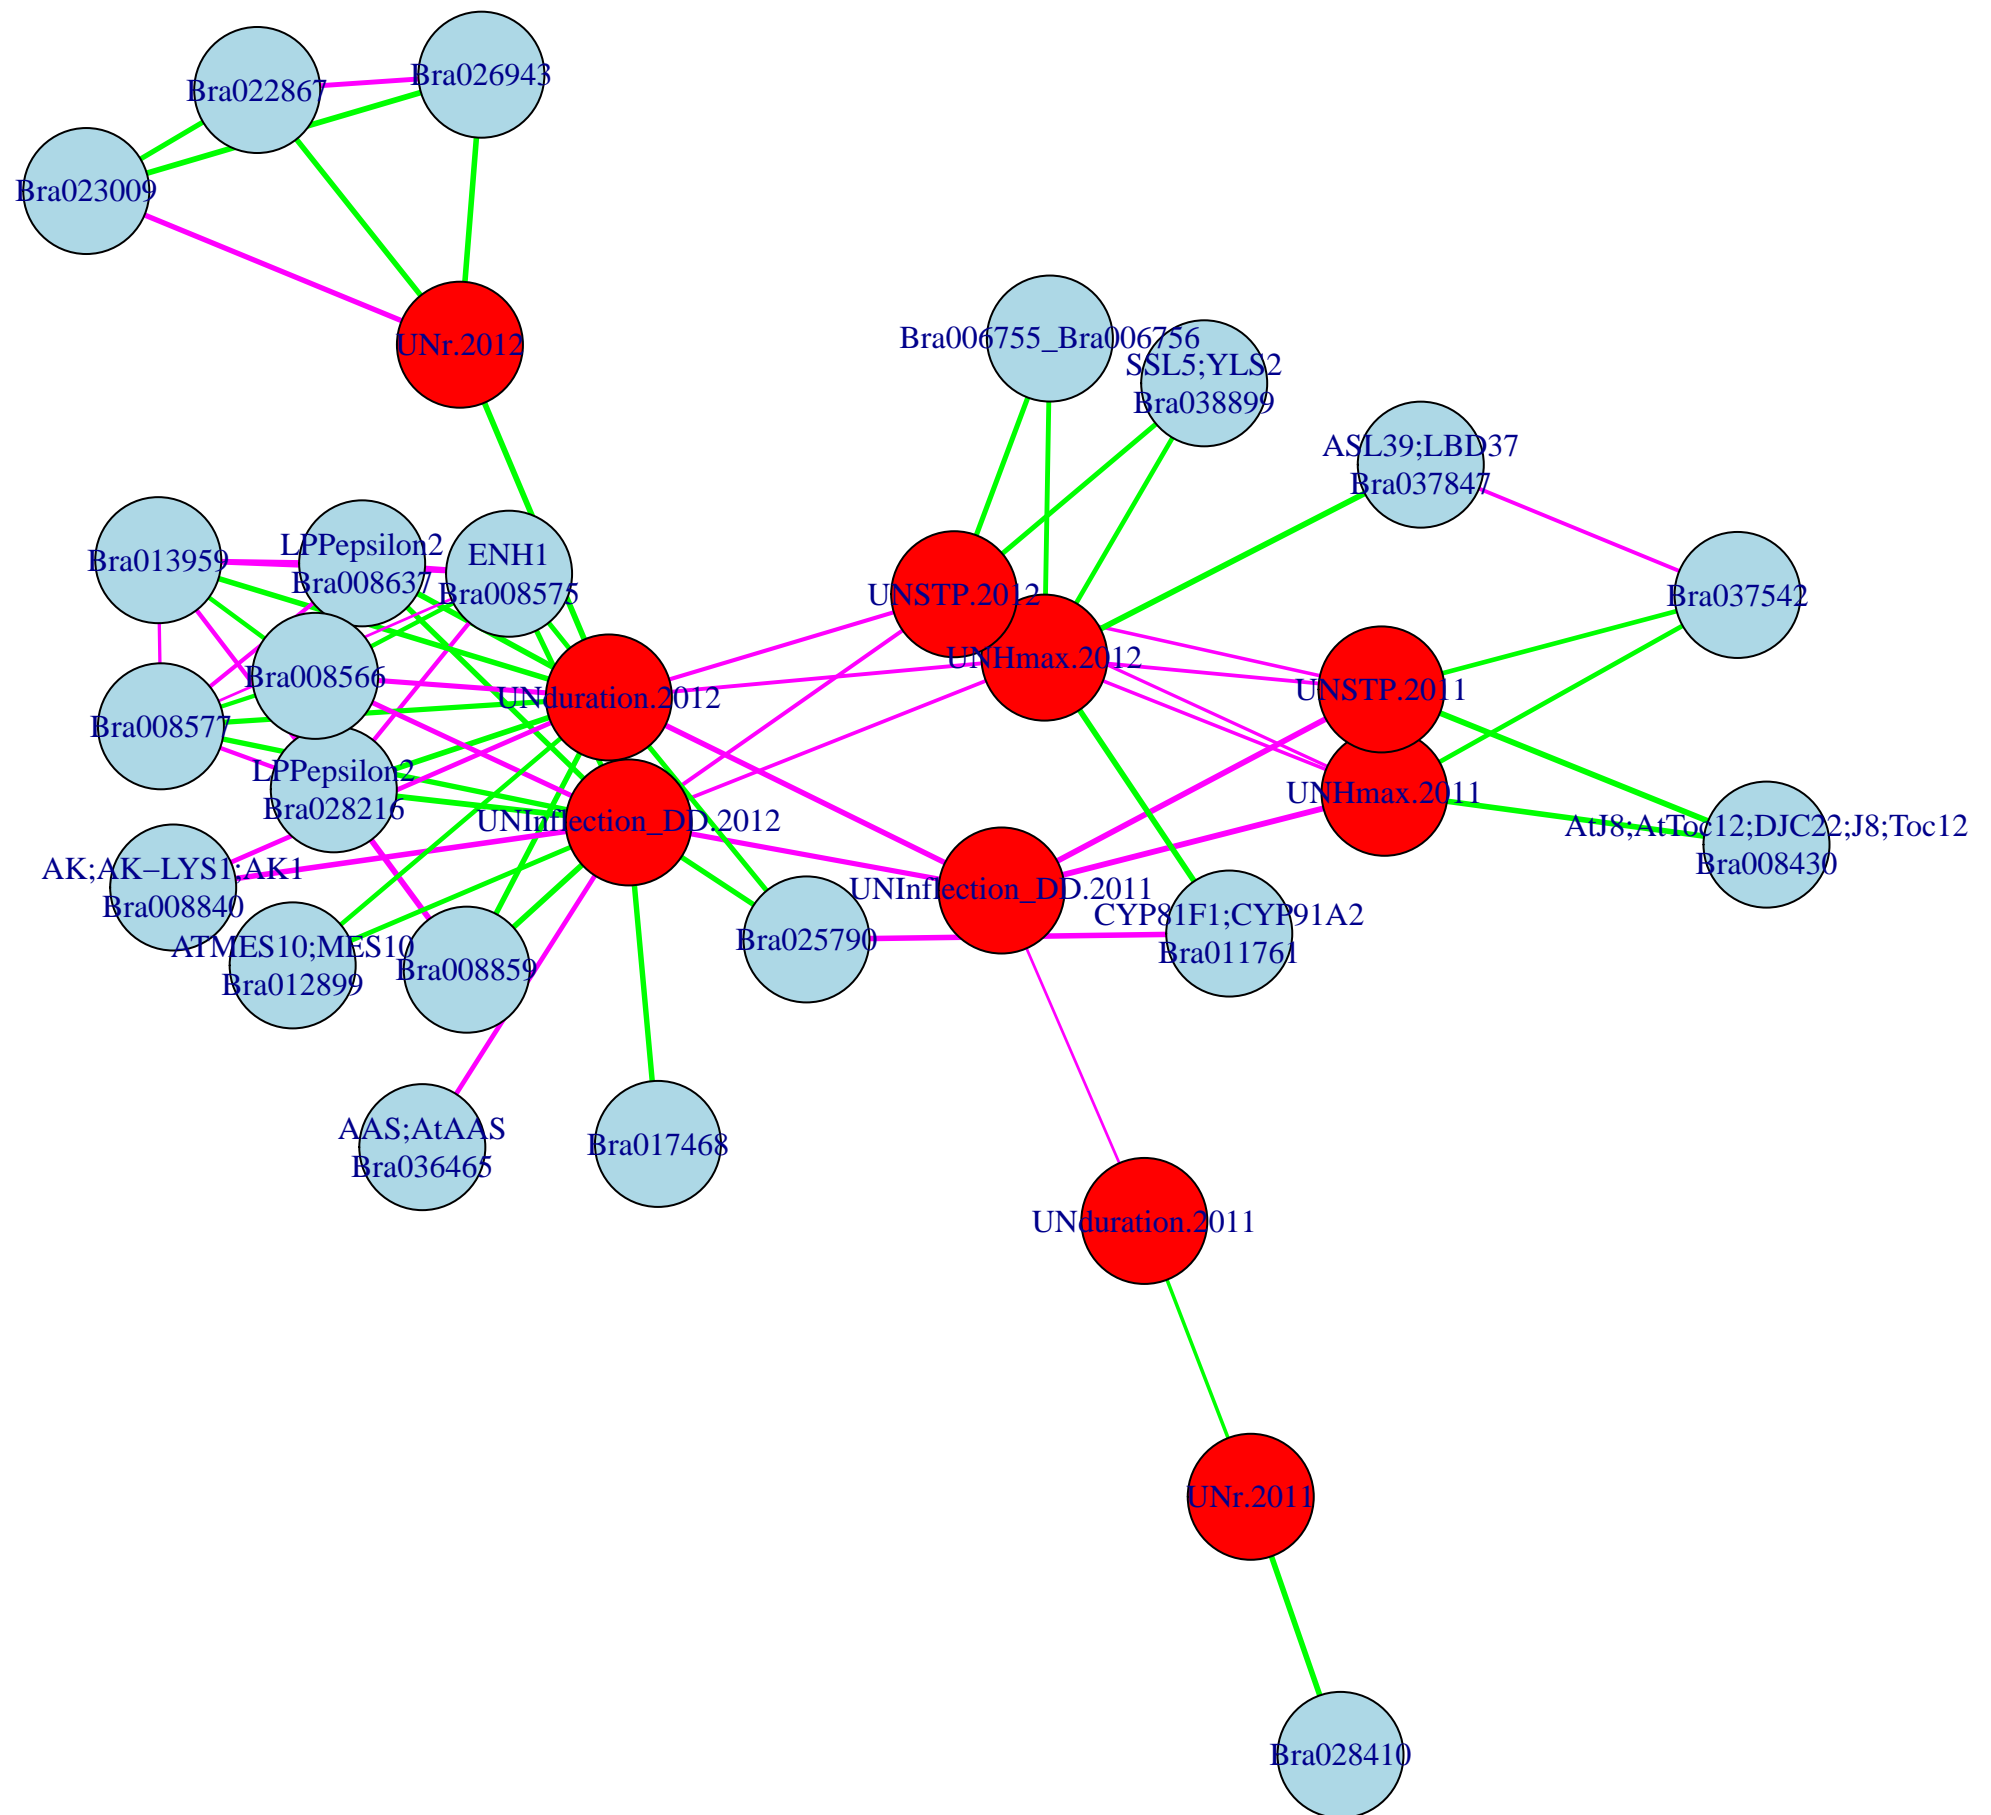 Bra026943
Bra022867
Bra023009
UNr.2012
Bra006755_Bra006756
SSL5;YLS2
Bra038899
ASL39;LBD37
Bra037847
LPPepsilon2
Bra008637
ENH1
Bra008575
Bra013959
UNSTP.2012
Bra037542
UNHmax.2012
Bra008566
UNduration.2012
UNSTP.2011
Bra008577
LPPepsilon2
Bra028216
UNHmax.2011
UNInflection_DD.2012
AtJ8;AtToc12;DJC22;J8;Toc12
Bra008430
AK;AK−LYS1;AK1
Bra008840
UNInflection_DD.2011
CYP81F1;CYP91A2
Bra011761
Bra025790
ATMES10;MES10
Bra012899
Bra008859
AAS;AtAAS
Bra036465
Bra017468
UNduration.2011
UNr.2011
Bra028410